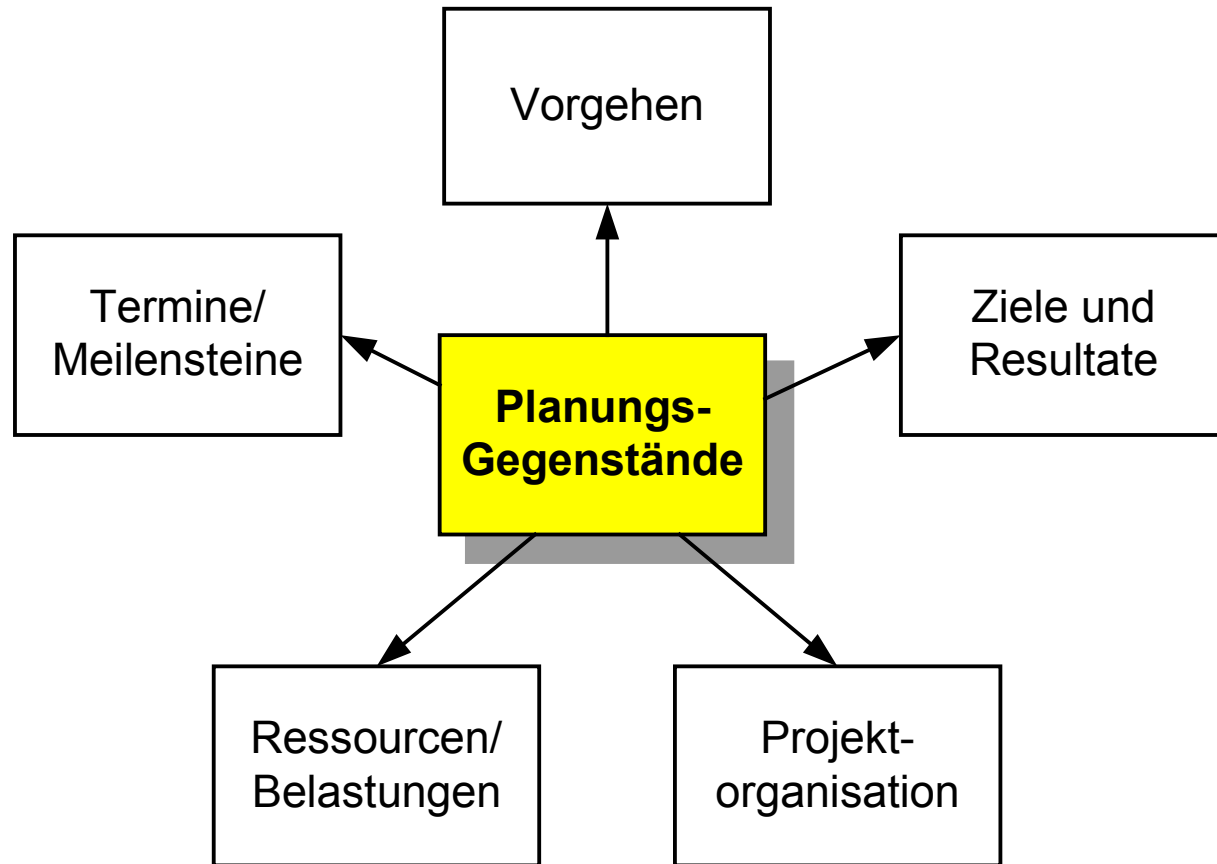 Vorgehen
Termine/
Meilensteine
Ziele und
Resultate
Planungs-
Gegenstände
Ressourcen/
Belastungen
Projekt-
organisation